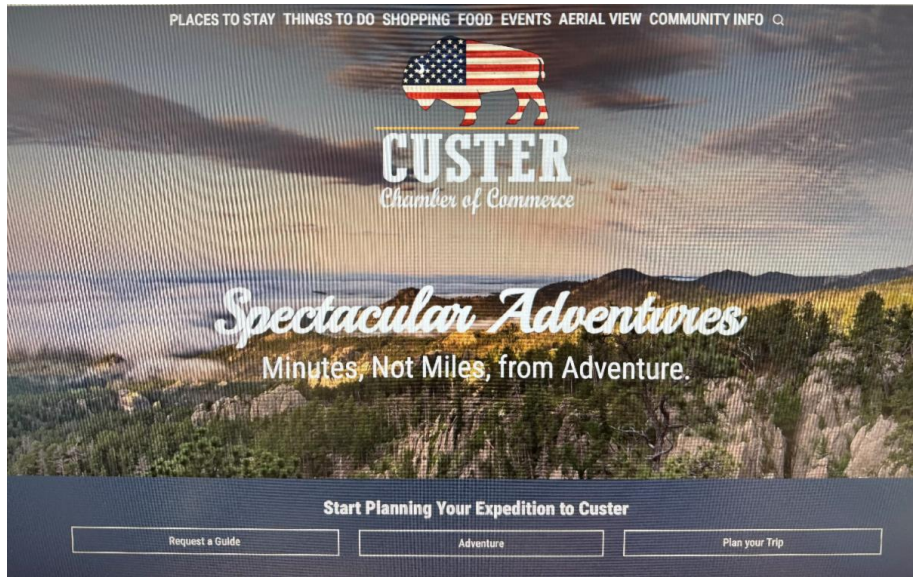 PLACES TO STAY THINGS TO DO SHOPPING FOOD EVENTS AERIAL VIEW COMMUNITY INFO
CUSTER
Chamber of Commerce
Spectacular Adventures
Minutes, Not Miles, from Adventure.
Start Planning Your Expedition to Custer
Request a Guide Adventure Plan your Trip